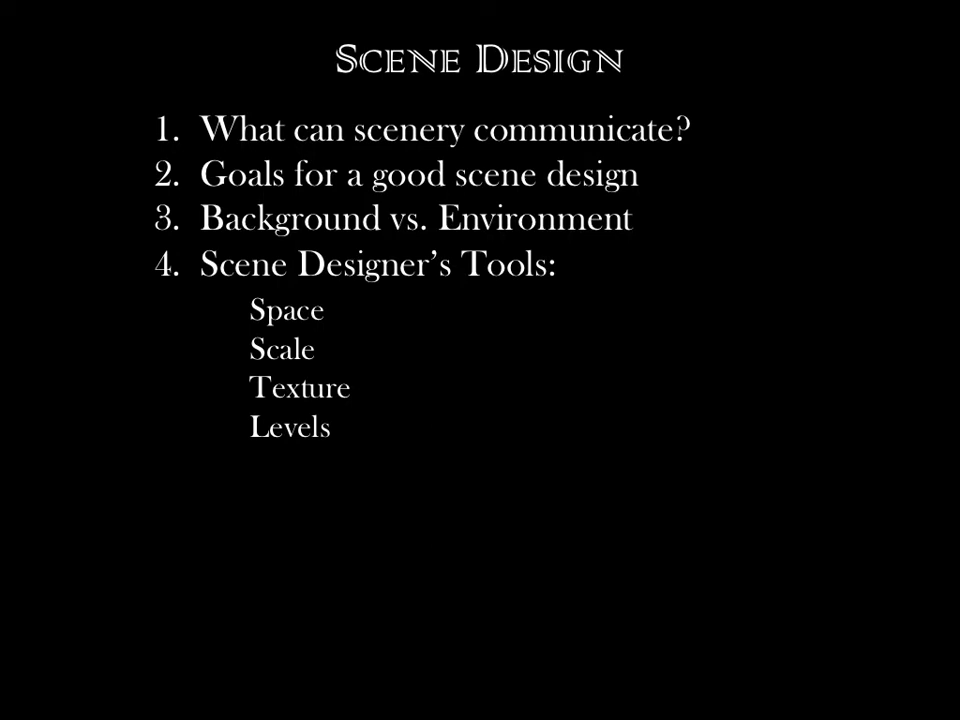 Scene Design
1. What can scenery communicate?
2. Goals for a good scene design
3. Background vs. Environment
4. Scene Designer’s Tools:
Space
Scale
Texture
Levels